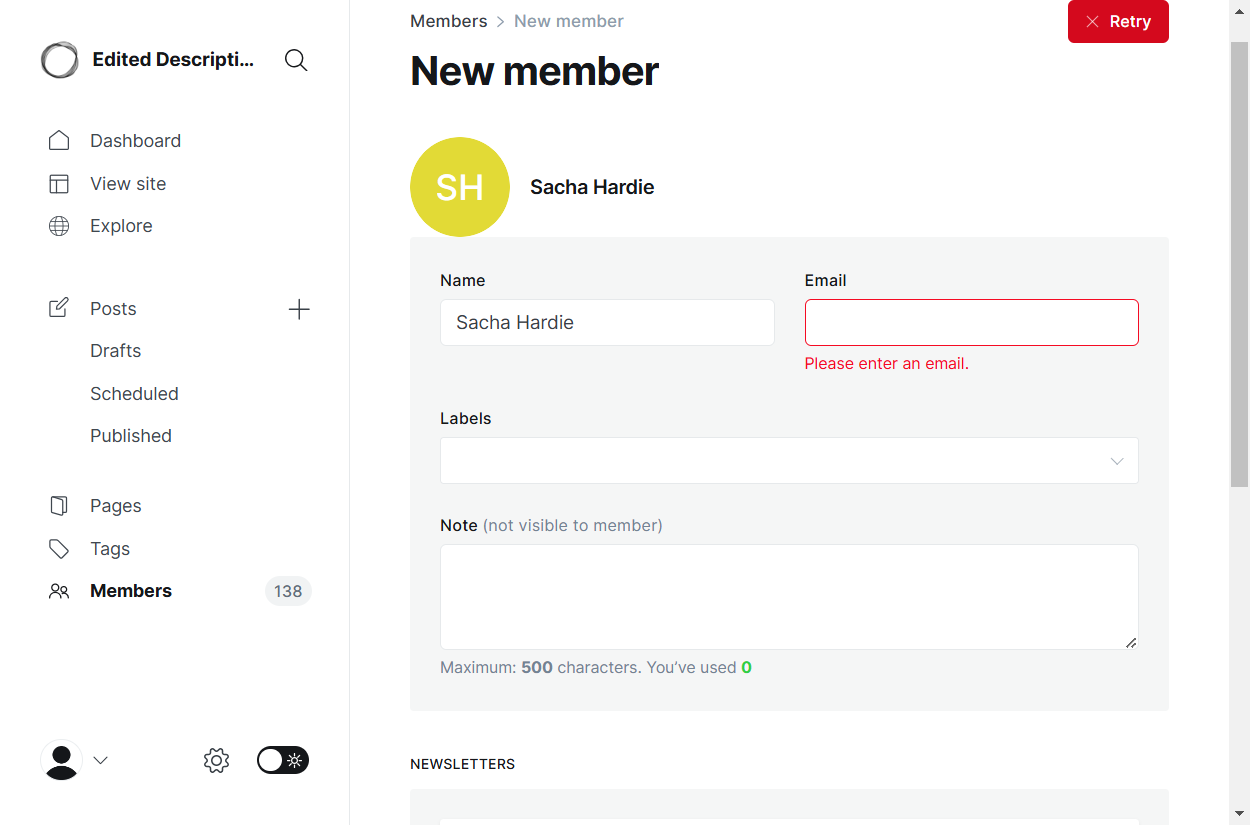 Edited Descripti...
Dashboard
View site
Explore
Posts
Drafts
Scheduled
Published
Pages
Tags
Members 138
Members > New member
Retry
New member
SH Sacha Hardie
Name
Sacha Hardie
Email
Please enter an email.
Labels
Note (not visible to member)
Maximum: 500 characters. You’ve used 0
NEWSLETTERS